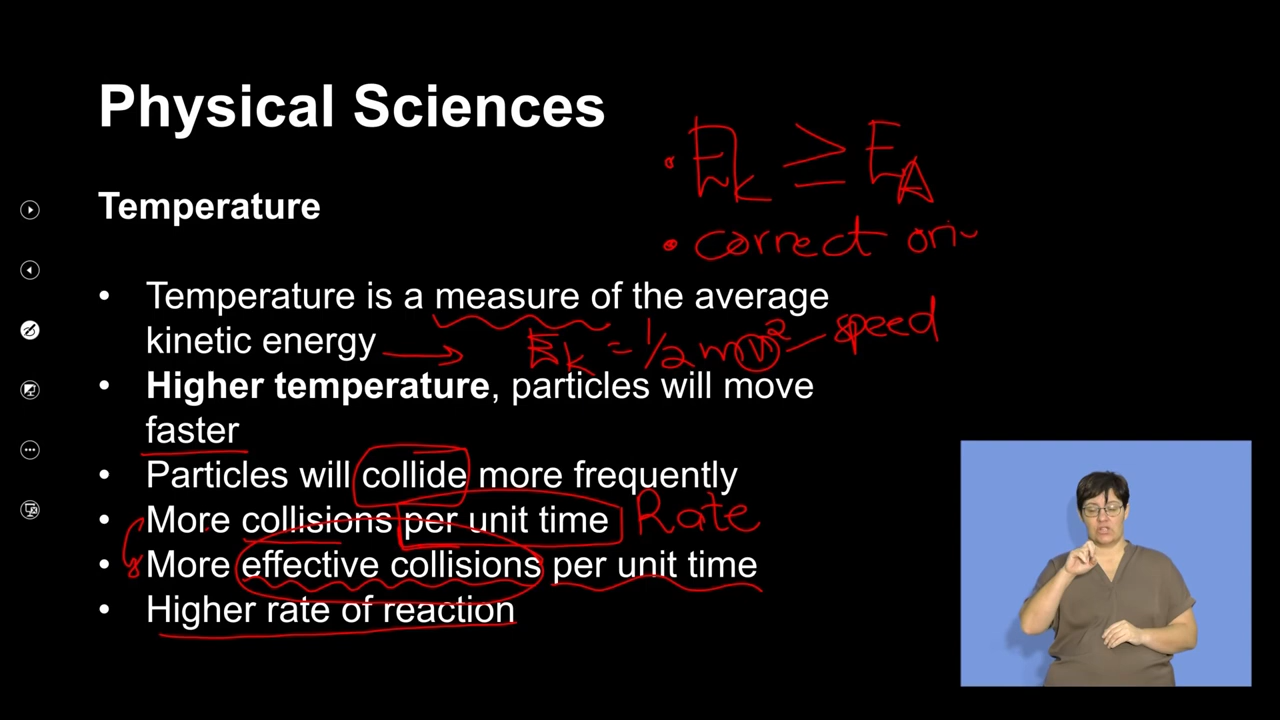 Physical Sciences
• Ek ≥ EA
Temperature
• correct ori
• Temperature is a measure of the average
kinetic energy → Ek = 1/2 mv² – speed
• Higher temperature, particles will move
faster
• Particles will collide more frequently
• More collisions per unit time Rate
• More effective collisions per unit time
• Higher rate of reaction